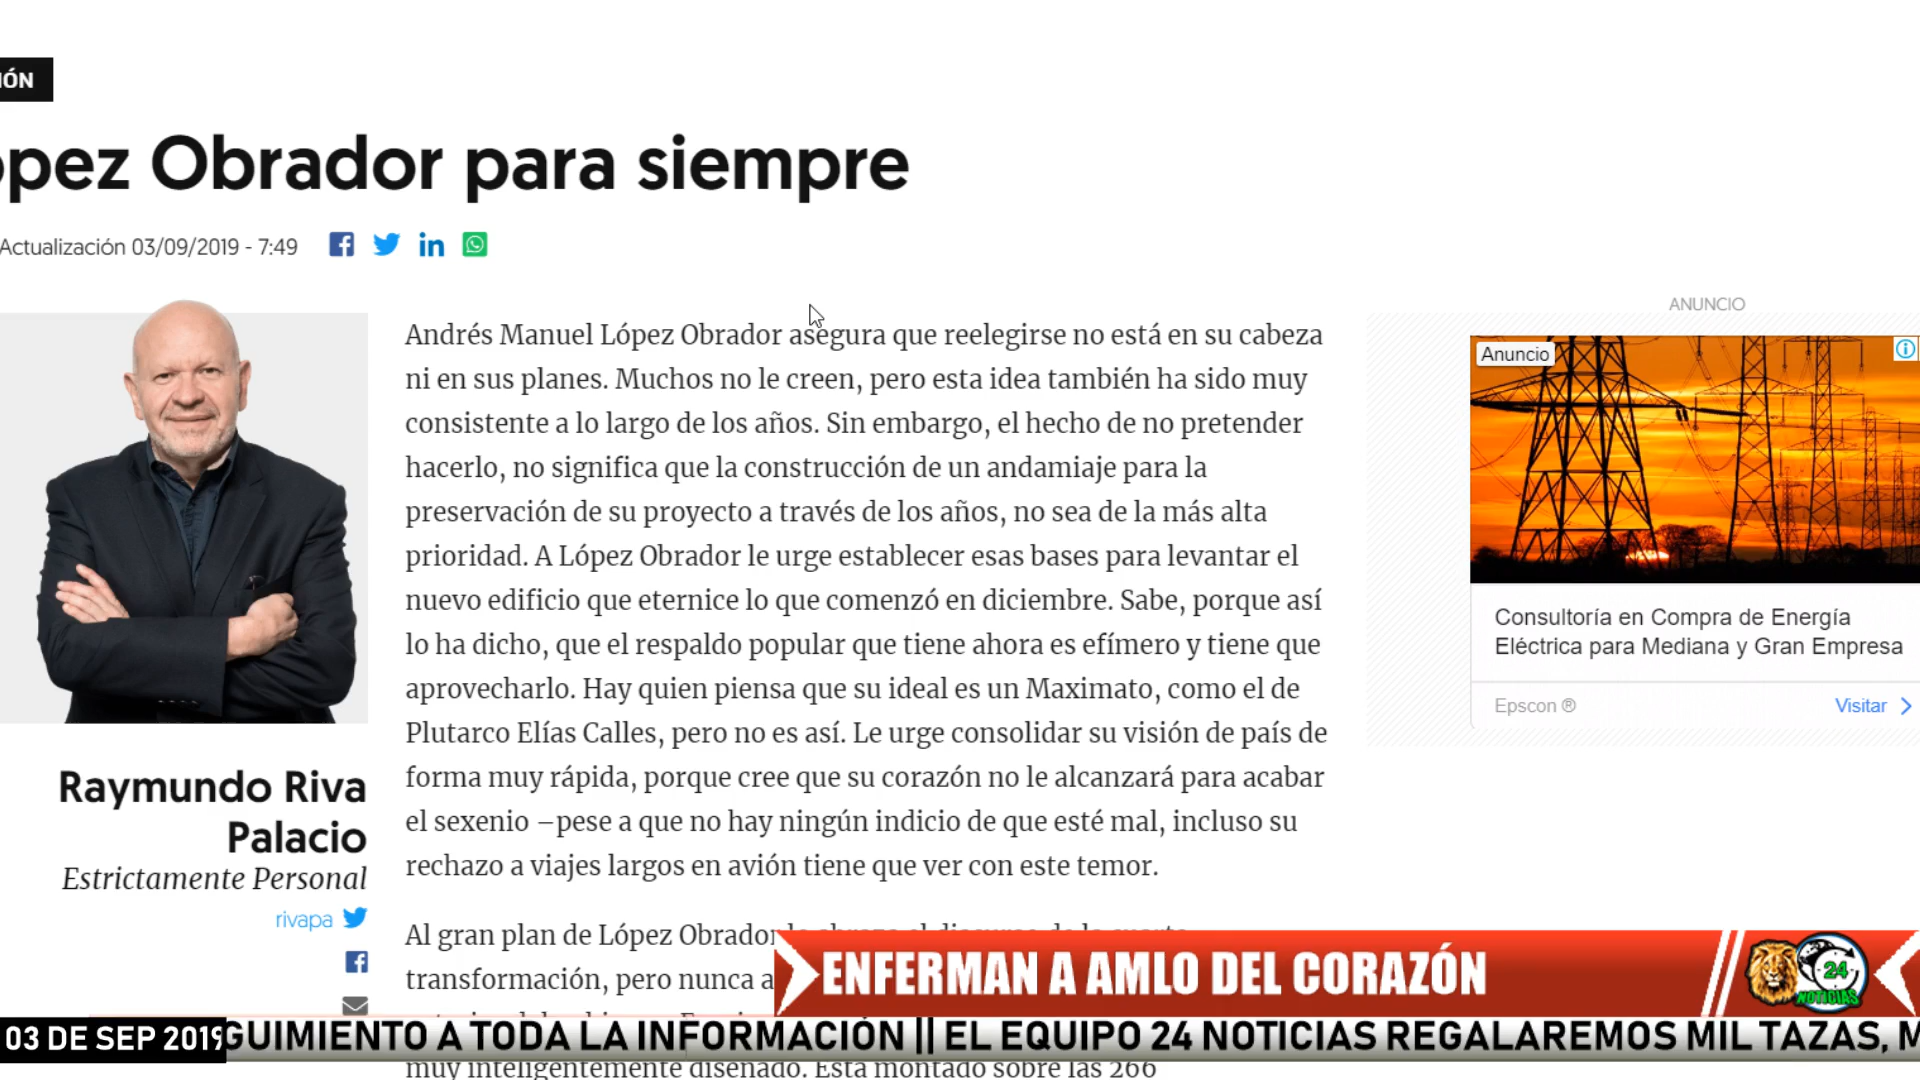 IÓN
ópez Obrador para siempre
Actualización 03/09/2019 - 7:49
ANUNCIO
Anuncio
Andrés Manuel López Obrador asegura que reelegirse no está en su cabeza
ni en sus planes. Muchos no le creen, pero esta idea también ha sido muy
consistente a lo largo de los años. Sin embargo, el hecho de no pretender
hacerlo, no significa que la construcción de un andamiaje para la
preservación de su proyecto a través de los años, no sea de la más alta
prioridad. A López Obrador le urge establecer esas bases para levantar el
nuevo edificio que eternice lo que comenzó en diciembre. Sabe, porque así
lo ha dicho, que el respaldo popular que tiene ahora es efímero y tiene que
aprovecharlo. Hay quien piensa que su ideal es un Maximato, como el de
Plutarco Elías Calles, pero no es así. Le urge consolidar su visión de país de
forma muy rápida, porque cree que su corazón no le alcanzará para acabar
el sexenio –pese a que no hay ningún indicio de que esté mal, incluso su
rechazo a viajes largos en avión tiene que ver con este temor.
Consultoría en Compra de Energía
Eléctrica para Mediana y Gran Empresa
Epscon ®
Visitar
Raymundo Riva
Palacio
Estrictamente Personal
rivapa
Al gran plan de López Obrador
transformación, pero nunca a
muy inteligentemente diseñado. Está montado sobre las 266
ENFERMAN A AMLO DEL CORAZÓN
24
NOTICIAS
03 DE SEP 2019
GUIMIENTO A TODA LA INFORMACIÓN || EL EQUIPO 24 NOTICIAS REGALAREMOS MIL TAZAS, M